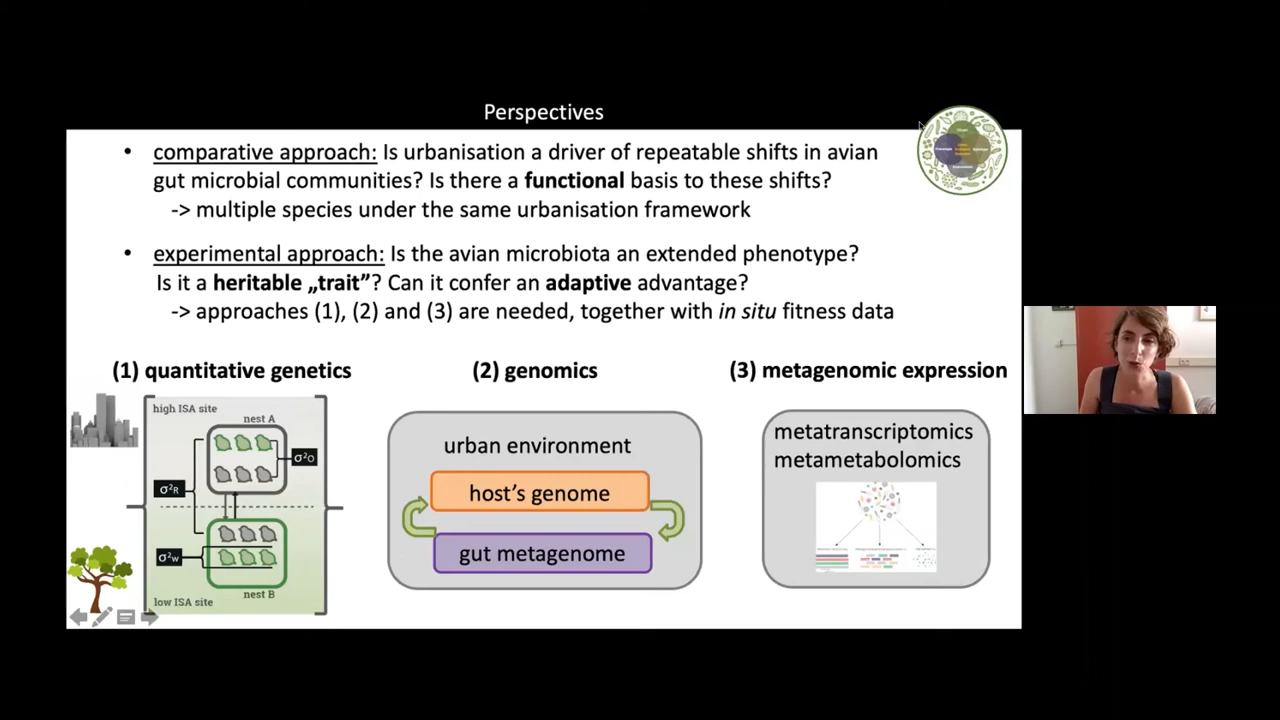 Perspectives
• comparative approach: Is urbanisation a driver of repeatable shifts in avian
gut microbial communities? Is there a functional basis to these shifts?
-> multiple species under the same urbanisation framework
• experimental approach: Is the avian microbiota an extended phenotype?
Is it a heritable „trait”? Can it confer an adaptive advantage?
-> approaches (1), (2) and (3) are needed, together with in situ fitness data
(1) quantitative genetics
high ISA site
nest A
σ²O
σ²R
σ²W
nest B
low ISA site
(2) genomics
urban environment
host’s genome
gut metagenome
(3) metagenomic expression
metatranscriptomics
metametabolomics